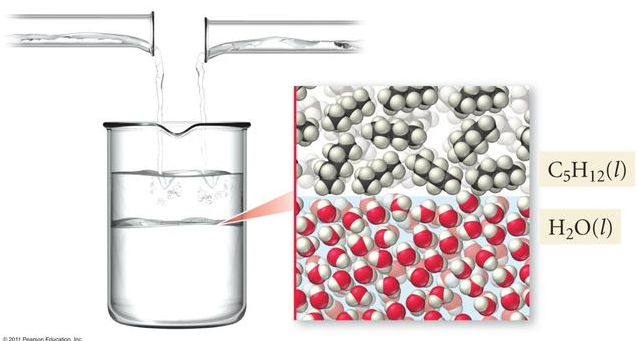 C₅H₁₂(l)
H₂O(l)
© 2011 Pearson Education, Inc.